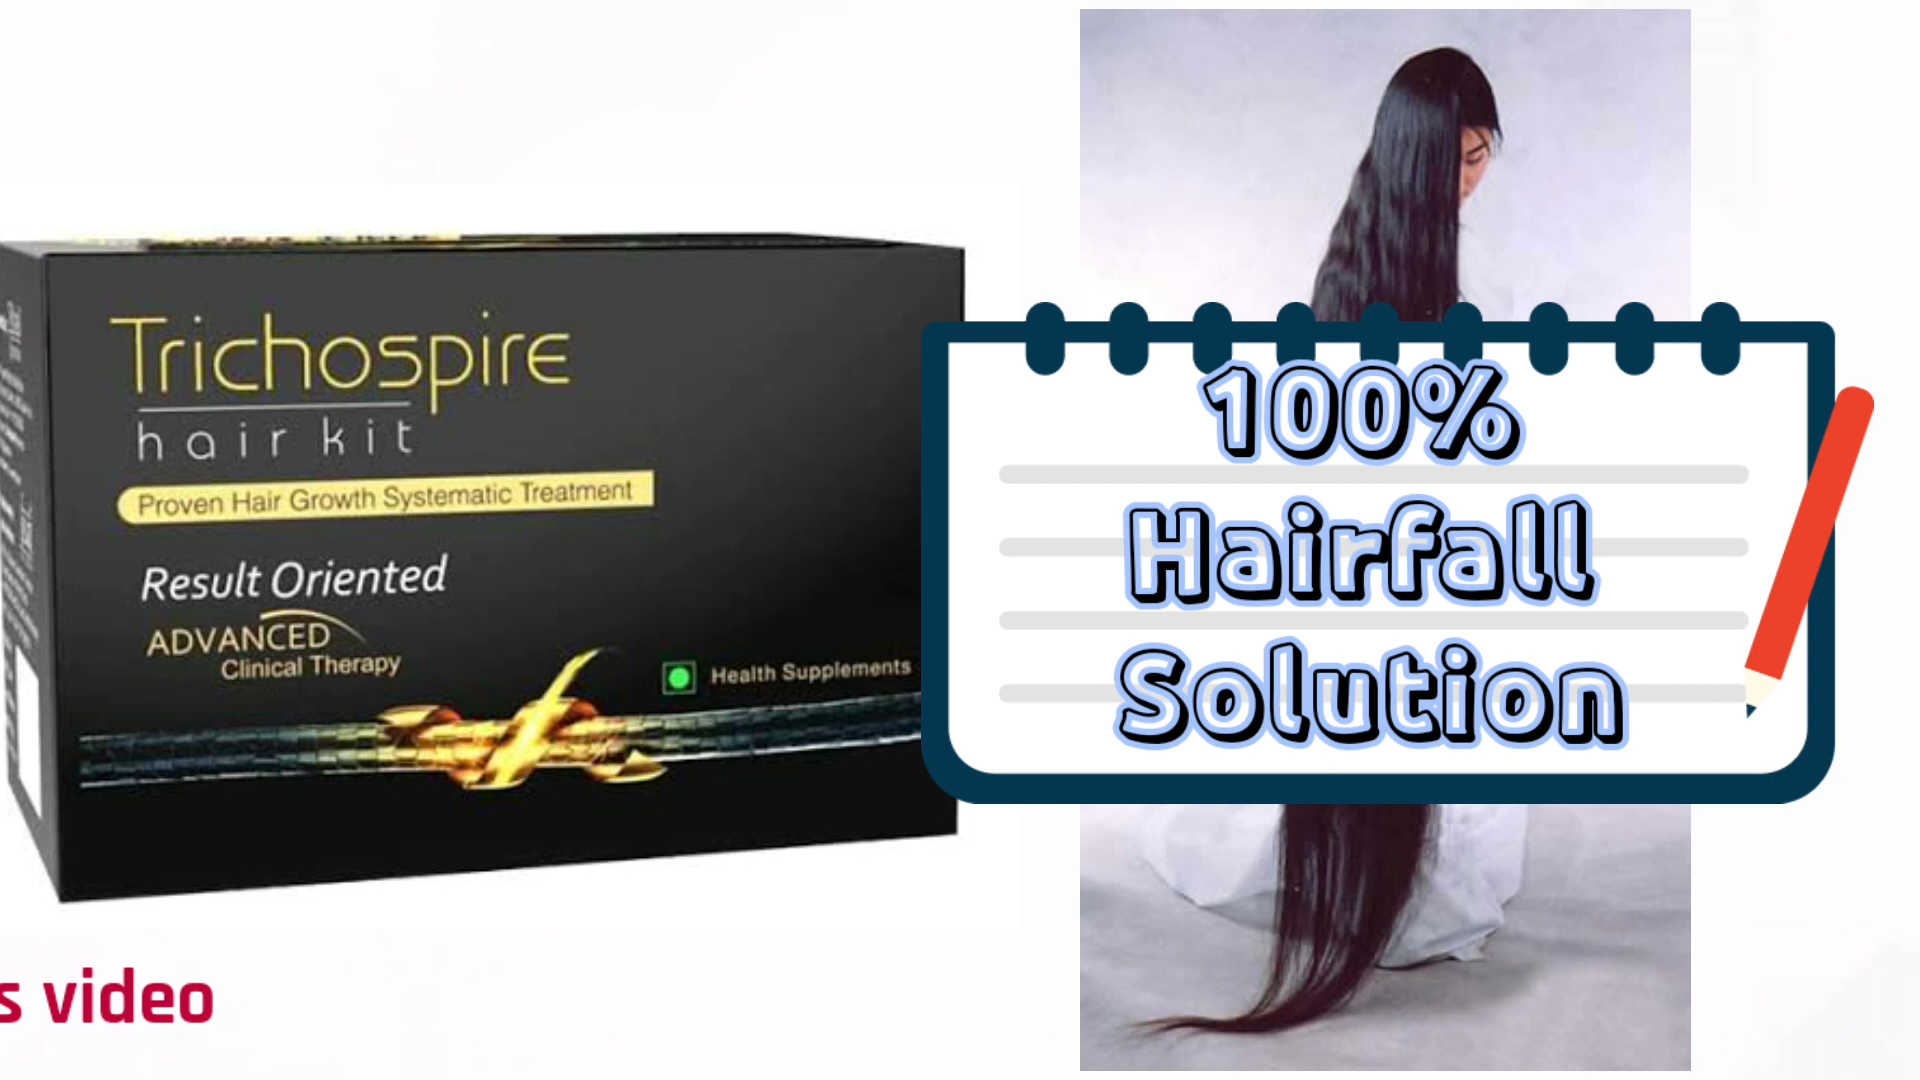 Trichospire
hair kit
Proven Hair Growth Systematic Treatment
Result Oriented
ADVANCED
Clinical Therapy
Health Supplements
100%
Hairfall
Solution
s video